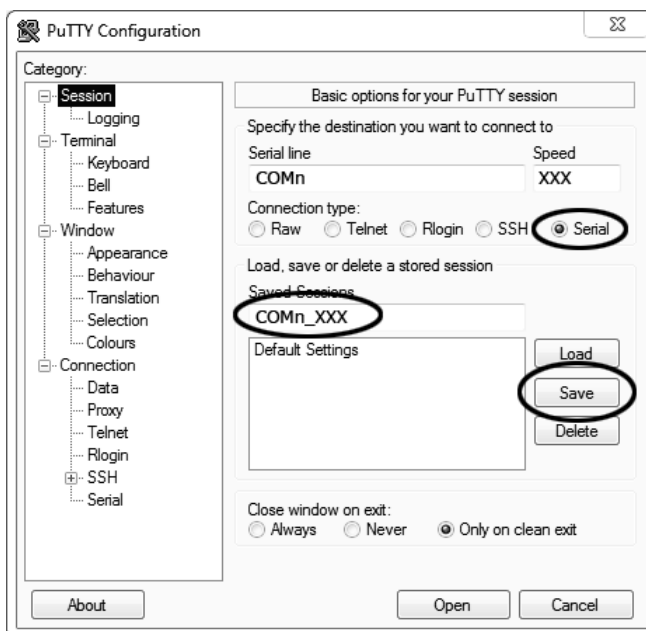 PuTTY Configuration
Category:
Session
Logging
Terminal
Keyboard
Bell
Features
Window
Appearance
Behaviour
Translation
Selection
Colours
Connection
Data
Proxy
Telnet
Rlogin
SSH
Serial
Basic options for your PuTTY session
Specify the destination you want to connect to
Serial line Speed
COMn XXX
Connection type:
Raw Telnet Rlogin SSH Serial
Load, save or delete a stored session
Saved Sessions
COMn_XXX
Default Settings
Load
Save
Delete
Close window on exit:
Always Never Only on clean exit
About Open Cancel